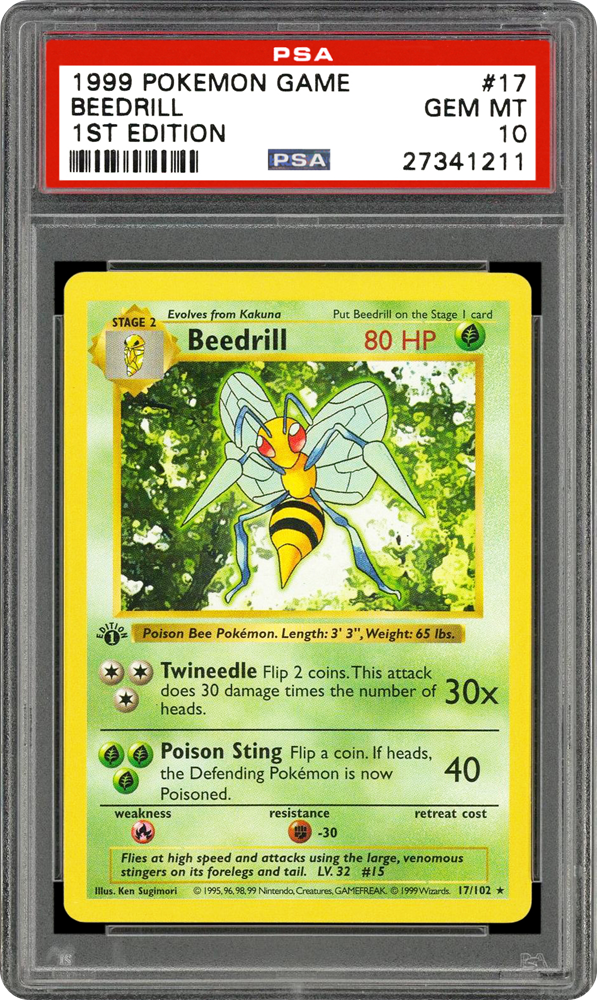 PSA
1999 POKEMON GAME #17
BEEDRILL GEM MT
1ST EDITION 10
PSA 27341211
STAGE 2
Evolves from Kakuna Put Beedrill on the Stage 1 card
Beedrill 80 HP
EDITION
1
Poison Bee Pokémon. Length: 3' 3", Weight: 65 lbs.
Twineedle Flip 2 coins. This attack
does 30 damage times the number of 30x
heads.
Poison Sting Flip a coin. If heads,
the Defending Pokémon is now 40
Poisoned.
weakness resistance retreat cost
-30
Flies at high speed and attacks using the large, venomous
stingers on its forelegs and tail. LV. 32 #15
Illus. Ken Sugimori © 1995, 96, 98, 99 Nintendo, Creatures, GAMEFREAK. © 1999 Wizards. 17/102 ★
PSA